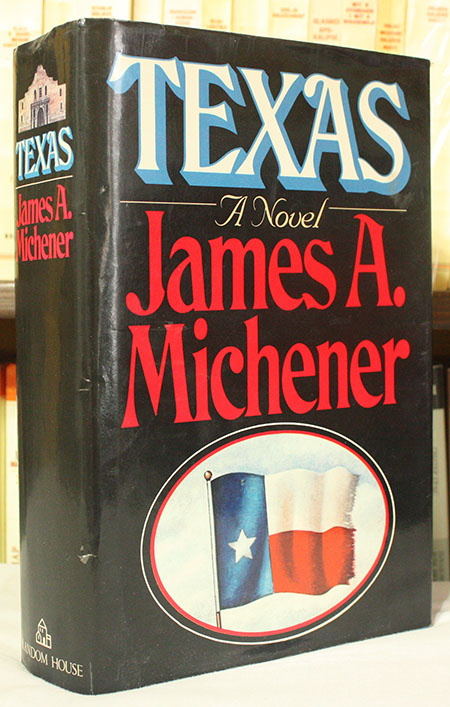 TEXAS
James A.
Michener
RANDOM HOUSE
TEXAS
A Novel
James A.
Michener